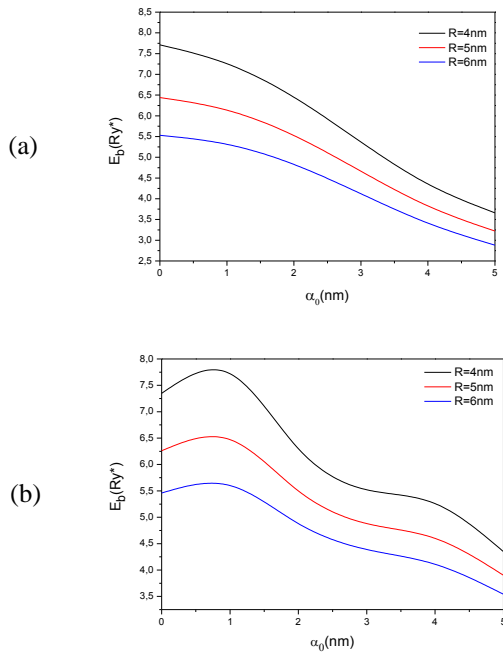 (a)
8,5
8,0
7,5
7,0
6,5
6,0
5,5
5,0
4,5
4,0
3,5
3,0
2,5
E_b(Ry*)
R=4nm
R=5nm
R=6nm
0 1 2 3 4 5
α_0(nm)
(b)
8,0
7,5
7,0
6,5
6,0
5,5
5,0
4,5
4,0
3,5
E_b(Ry*)
R=4nm
R=5nm
R=6nm
0 1 2 3 4 5
α_0(nm)